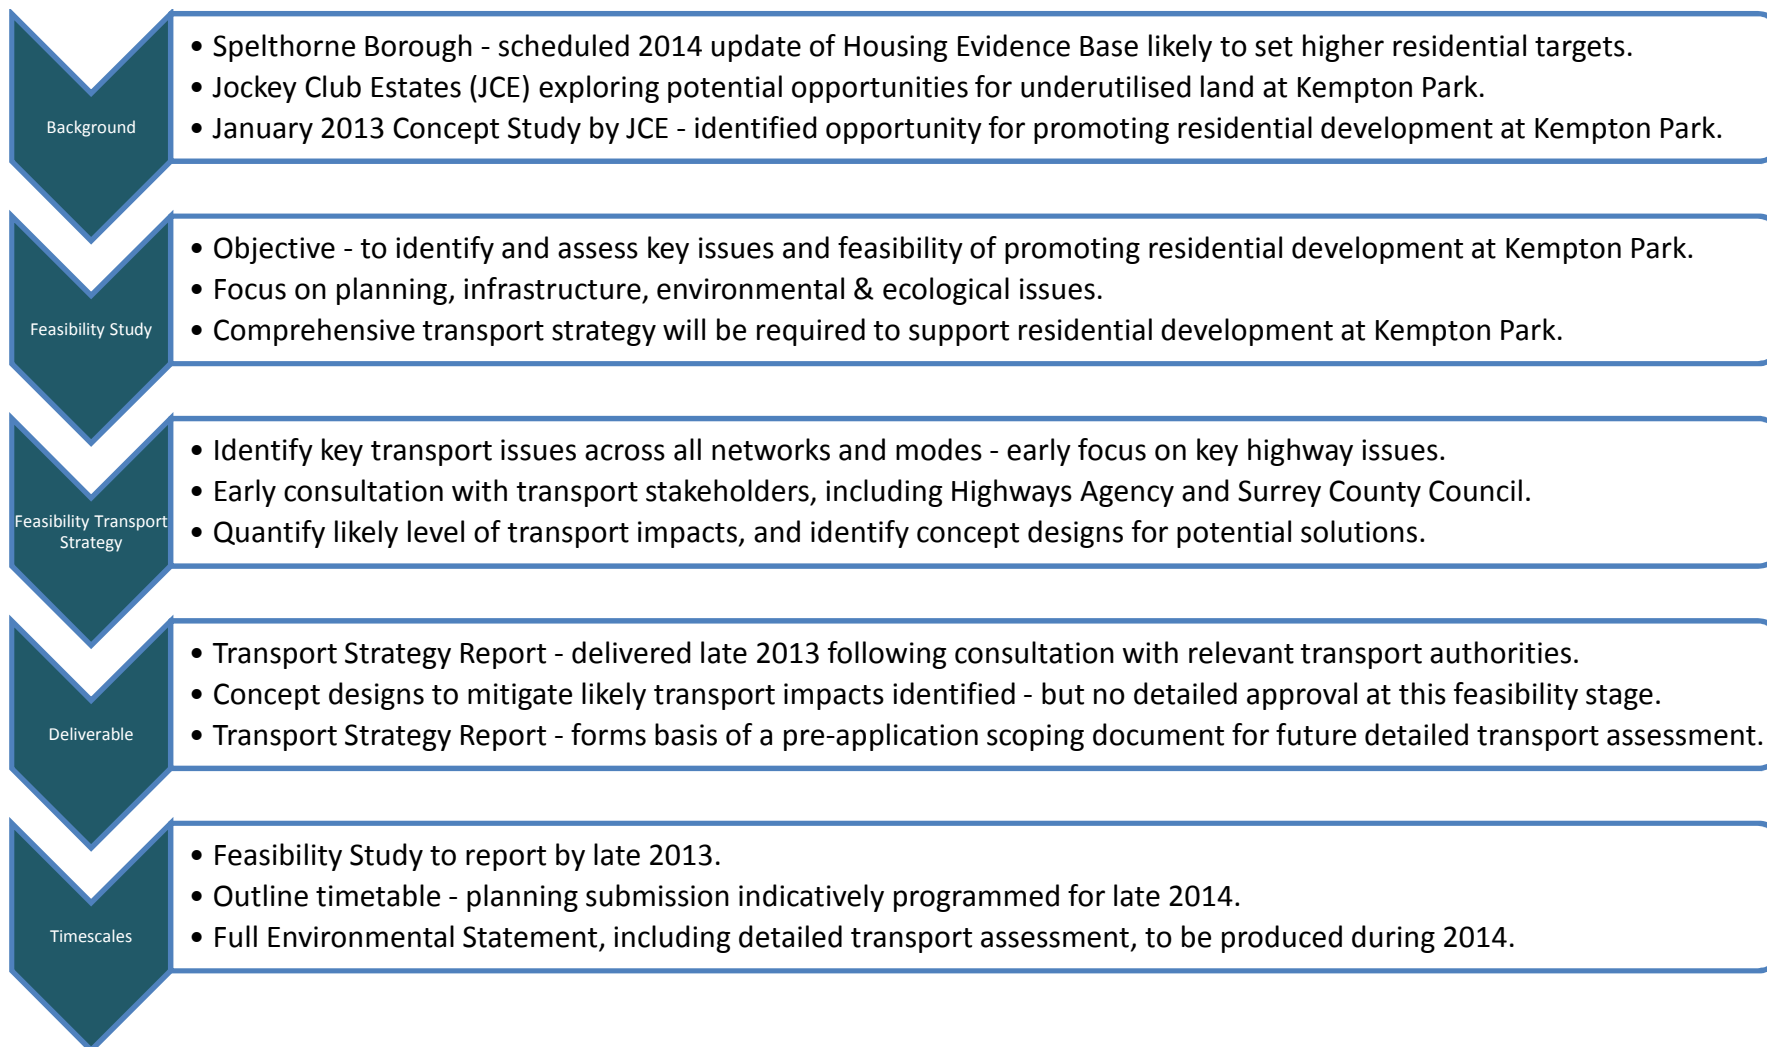 Background
• Spelthorne Borough - scheduled 2014 update of Housing Evidence Base likely to set higher residential targets.
• Jockey Club Estates (JCE) exploring potential opportunities for underutilised land at Kempton Park.
• January 2013 Concept Study by JCE - identified opportunity for promoting residential development at Kempton Park.
Feasibility Study
• Objective - to identify and assess key issues and feasibility of promoting residential development at Kempton Park.
• Focus on planning, infrastructure, environmental & ecological issues.
• Comprehensive transport strategy will be required to support residential development at Kempton Park.
Feasibility Transport
Strategy
• Identify key transport issues across all networks and modes - early focus on key highway issues.
• Early consultation with transport stakeholders, including Highways Agency and Surrey County Council.
• Quantify likely level of transport impacts, and identify concept designs for potential solutions.
Deliverable
• Transport Strategy Report - delivered late 2013 following consultation with relevant transport authorities.
• Concept designs to mitigate likely transport impacts identified - but no detailed approval at this feasibility stage.
• Transport Strategy Report - forms basis of a pre-application scoping document for future detailed transport assessment.
Timescales
• Feasibility Study to report by late 2013.
• Outline timetable - planning submission indicatively programmed for late 2014.
• Full Environmental Statement, including detailed transport assessment, to be produced during 2014.